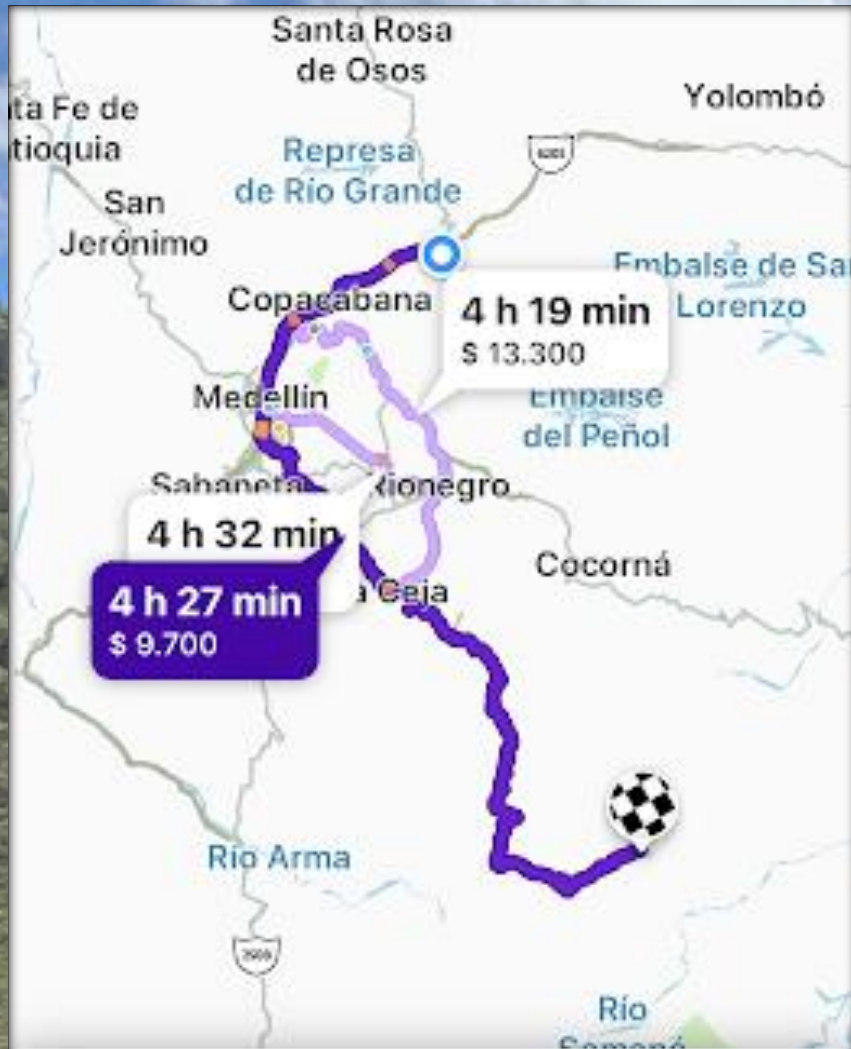 Santa Rosa
de Osos
Yolombó
ta Fe de
tioquia
Represa
de Río Grande
San
Jerónimo
Embalse de Sa
Lorenzo
Copacabana
4 h 19 min
$ 13.300
Medellín
Embalse
del Peñol
Sabaneta
Rionegro
4 h 32 min
Cocorná
a Ceja
4 h 27 min
$ 9.700
Río Arma
Río